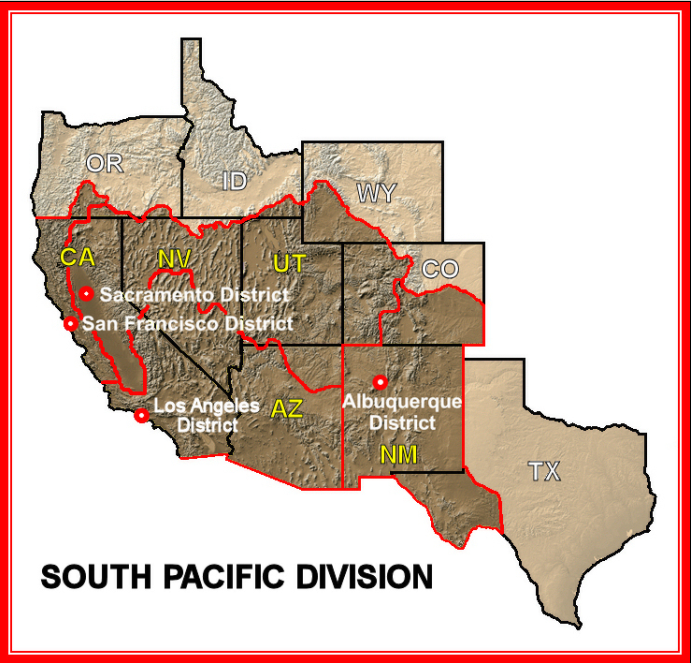 OR
ID
WY
CA
NV
UT
CO
Sacramento District
San Francisco District
Los Angeles
District
AZ
Albuquerque
District
NM
TX
SOUTH PACIFIC DIVISION